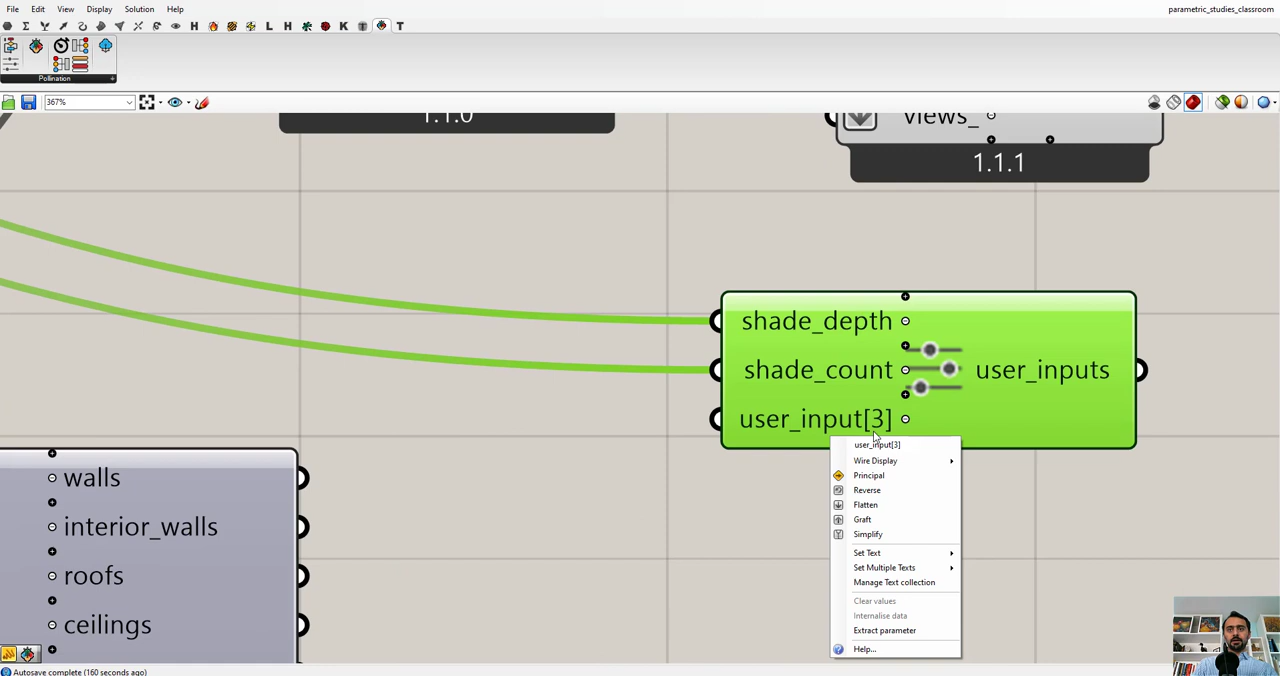 File Edit View Display Solution Help
parametric_studies_classroom
H L H K T
Pollination
367%
1.1.0
views_
1.1.1
shade_depth
shade_count
user_inputs
user_input[3]
user_input[3]
Wire Display
Principal
Reverse
Flatten
Graft
Simplify
Set Text
Set Multiple Texts
Manage Text collection
Clear values
Internalise data
Extract parameter
Help...
walls
interior_walls
roofs
ceilings
Autosave complete (160 seconds ago)